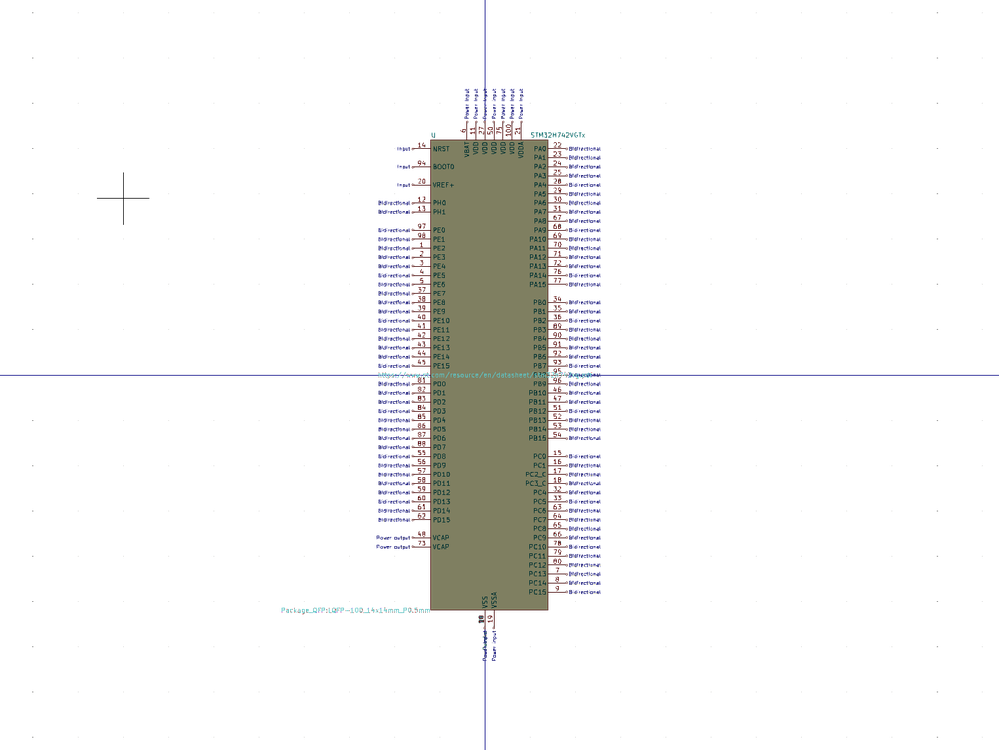 Power input Power input Power input Power input Power input Power input Power input
6 11 27 50 75 100 21
U STM32H742VGTx
VBAT VDD VDD VDD VDD VDD VDDA
Input 14 NRST PA0 22 Bidirectional
PA1 23 Bidirectional
Input 94 BOOT0 PA2 24 Bidirectional
PA3 25 Bidirectional
Input 20 VREF+ PA4 28 Bidirectional
PA5 29 Bidirectional
Bidirectional 12 PH0 PA6 30 Bidirectional
Bidirectional 13 PH1 PA7 31 Bidirectional
PA8 67 Bidirectional
Bidirectional 97 PE0 PA9 68 Bidirectional
Bidirectional 98 PE1 PA10 69 Bidirectional
Bidirectional 1 PE2 PA11 70 Bidirectional
Bidirectional 2 PE3 PA12 71 Bidirectional
Bidirectional 3 PE4 PA13 72 Bidirectional
Bidirectional 4 PE5 PA14 76 Bidirectional
Bidirectional 5 PE6 PA15 77 Bidirectional
Bidirectional 37 PE7
Bidirectional 38 PE8 PB0 34 Bidirectional
Bidirectional 39 PE9 PB1 35 Bidirectional
Bidirectional 40 PE10 PB2 36 Bidirectional
Bidirectional 41 PE11 PB3 89 Bidirectional
Bidirectional 42 PE12 PB4 90 Bidirectional
Bidirectional 43 PE13 PB5 91 Bidirectional
Bidirectional 44 PE14 PB6 92 Bidirectional
Bidirectional 45 PE15 PB7 93 Bidirectional
95
Bidirectional 81 PD0 PB9 96 Bidirectional
Bidirectional 82 PD1 PB10 46 Bidirectional
Bidirectional 83 PD2 PB11 47 Bidirectional
Bidirectional 84 PD3 PB12 51 Bidirectional
Bidirectional 85 PD4 PB13 52 Bidirectional
Bidirectional 86 PD5 PB14 53 Bidirectional
Bidirectional 87 PD6 PB15 54 Bidirectional
Bidirectional 88 PD7
Bidirectional 55 PD8 PC0 15 Bidirectional
Bidirectional 56 PD9 PC1 16 Bidirectional
Bidirectional 57 PD10 PC2_C 17 Bidirectional
Bidirectional 58 PD11 PC3_C 18 Bidirectional
Bidirectional 59 PD12 PC4 32 Bidirectional
Bidirectional 60 PD13 PC5 33 Bidirectional
Bidirectional 61 PD14 PC6 63 Bidirectional
Bidirectional 62 PD15 PC7 64 Bidirectional
PC8 65 Bidirectional
Power output 48 VCAP PC9 66 Bidirectional
Power output 73 VCAP PC10 78 Bidirectional
PC11 79 Bidirectional
PC12 80 Bidirectional
PC13 7 Bidirectional
PC14 8 Bidirectional
PC15 9 Bidirectional
VSS VSSA
Package_QFP:LQFP-100_14x14mm_P0.5mm
19
Power input